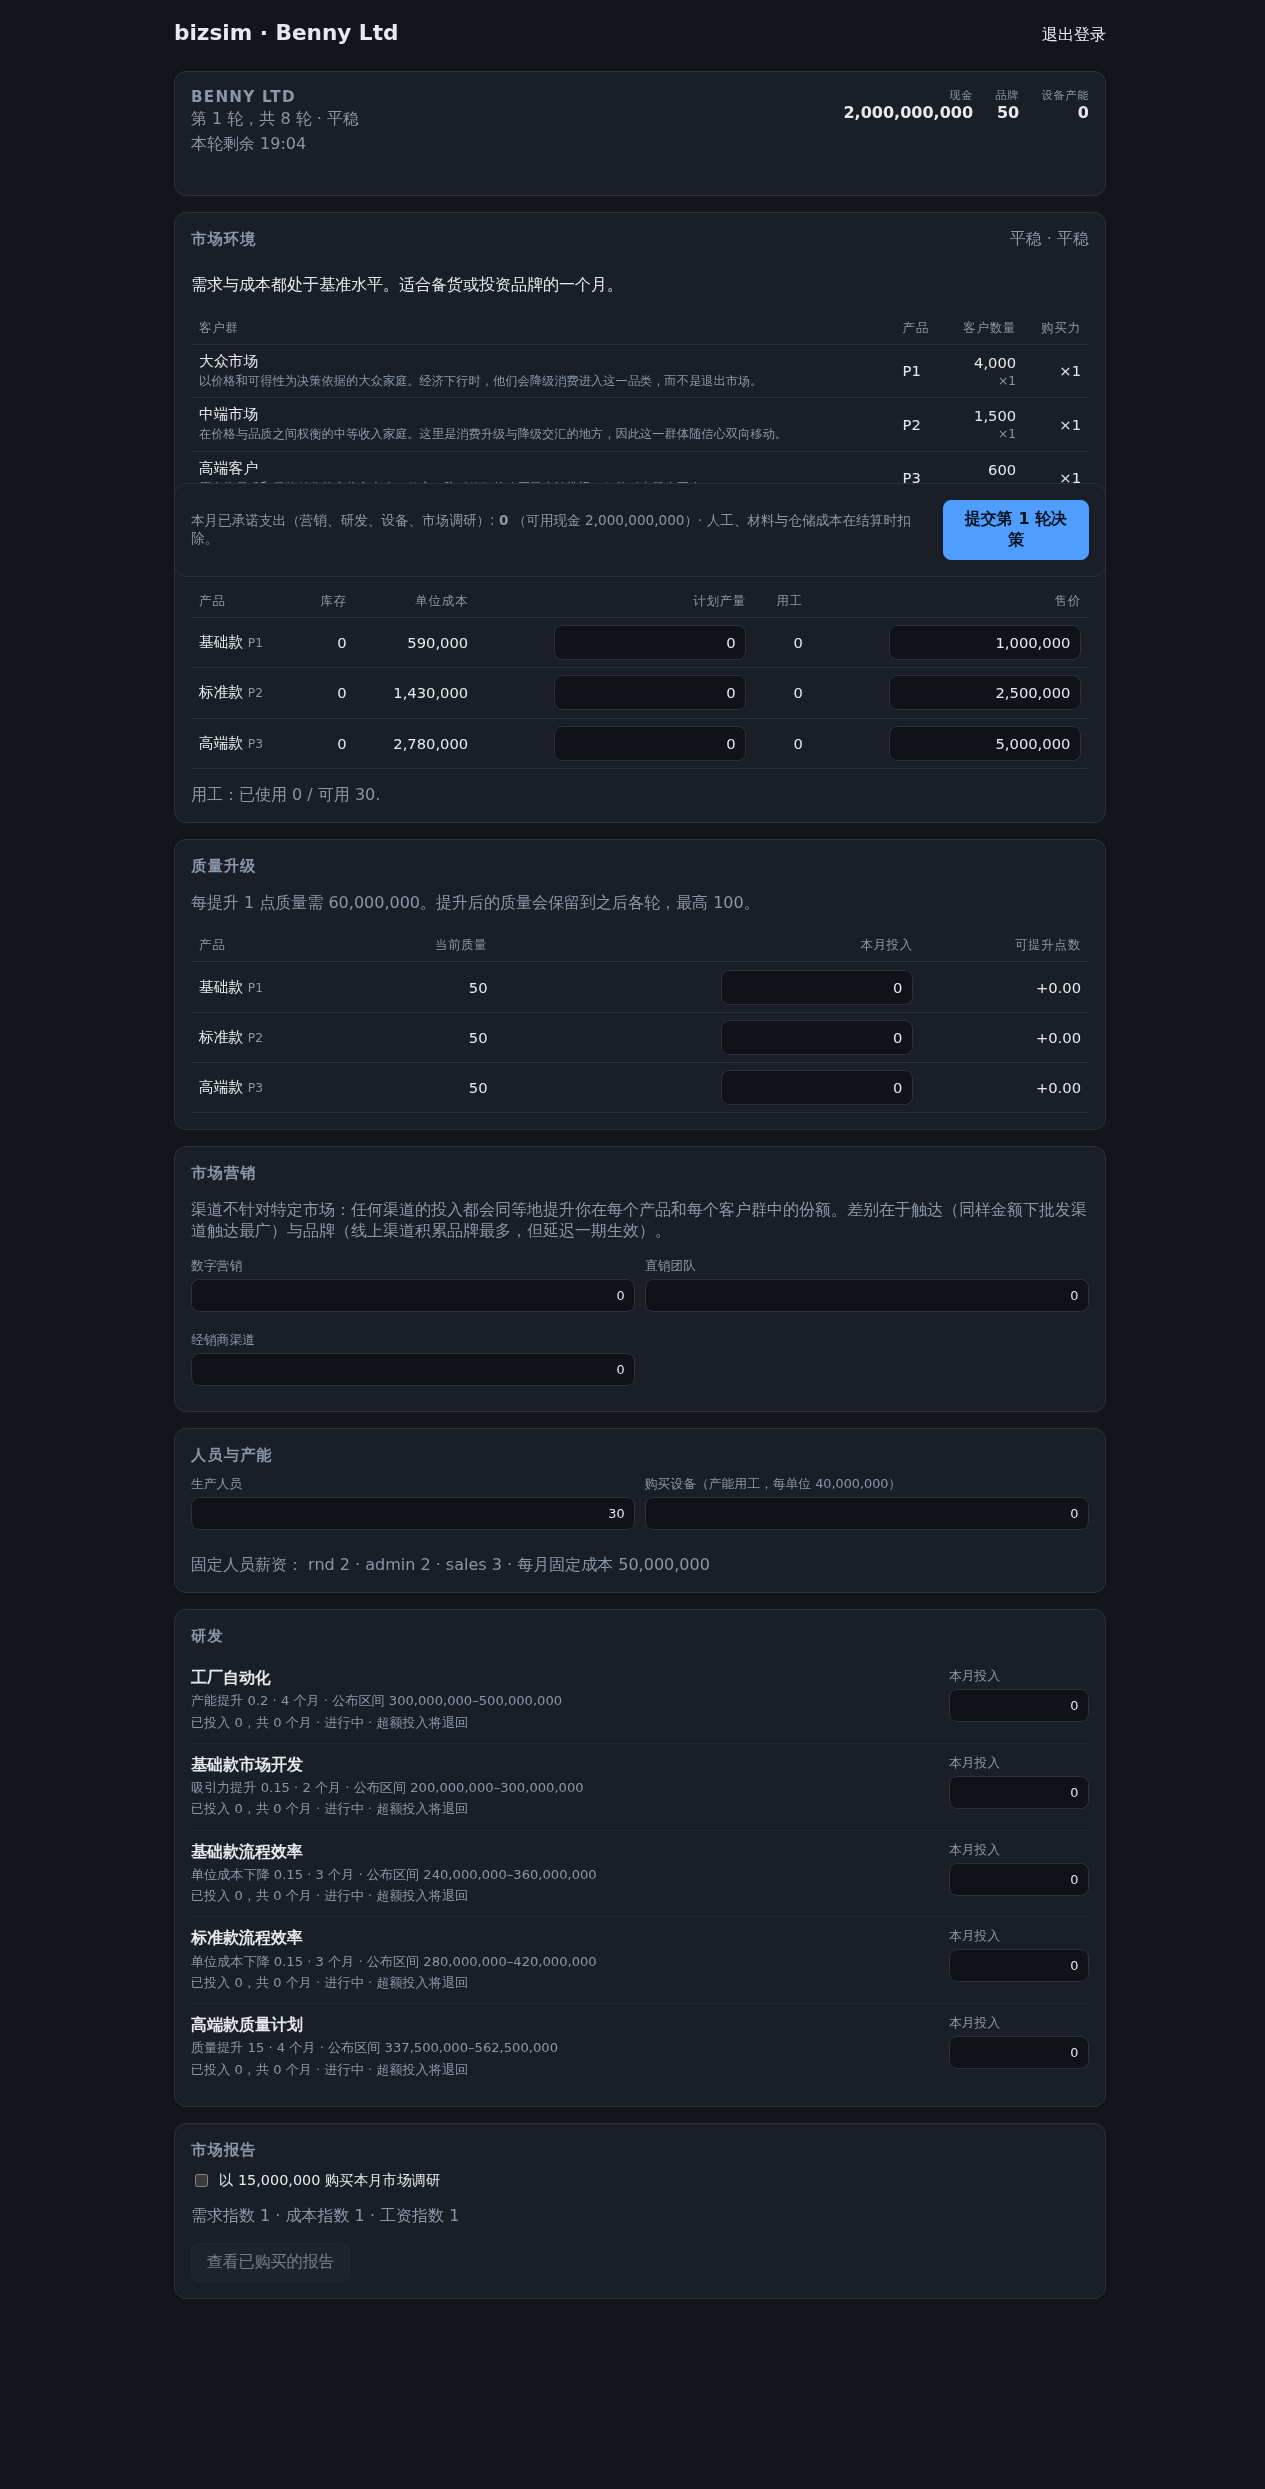 bizsim · Benny Ltd
退出登录
BENNY LTD
第 1 轮，共 8 轮 · 平稳
本轮剩余 19:04
现金 品牌 设备产能
2,000,000,000 50 0
市场环境
平稳 · 平稳
需求与成本都处于基准水平。适合备货或投资品牌的一个月。
客户群 产品 客户数量 购买力
大众市场
以价格和可得性为决策依据的大众家庭。经济下行时，他们会降级消费进入这一品类，而不是退出市场。
P1 4,000 ×1 ×1
中端市场
在价格与品质之间权衡的中等收入家庭。这里是消费升级与降级交汇的地方，因此这一群体随信心双向移动。
P2 1,500 ×1 ×1
高端客户
P3 600 ×1
本月已承诺支出（营销、研发、设备、市场调研）: 0 （可用现金 2,000,000,000）· 人工、材料与仓储成本在结算时扣
除。
提交第 1 轮决
策
产品 库存 单位成本 计划产量 用工 售价
基础款 P1 0 590,000 0 0 1,000,000
标准款 P2 0 1,430,000 0 0 2,500,000
高端款 P3 0 2,780,000 0 0 5,000,000
用工：已使用 0 / 可用 30.
质量升级
每提升 1 点质量需 60,000,000。提升后的质量会保留到之后各轮，最高 100。
产品 当前质量 本月投入 可提升点数
基础款 P1 50 0 +0.00
标准款 P2 50 0 +0.00
高端款 P3 50 0 +0.00
市场营销
渠道不针对特定市场：任何渠道的投入都会同等地提升你在每个产品和每个客户群中的份额。差别在于触达（同样金额下批发渠
道触达最广）与品牌（线上渠道积累品牌最多，但延迟一期生效）。
数字营销 直销团队
0 0
经销商渠道
0
人员与产能
生产人员 购买设备（产能用工，每单位 40,000,000）
30 0
固定人员薪资： rnd 2 · admin 2 · sales 3 · 每月固定成本 50,000,000
研发
工厂自动化
产能提升 0.2 · 4 个月 · 公布区间 300,000,000–500,000,000
已投入 0，共 0 个月 · 进行中 · 超额投入将退回
本月投入
0
基础款市场开发
吸引力提升 0.15 · 2 个月 · 公布区间 200,000,000–300,000,000
已投入 0，共 0 个月 · 进行中 · 超额投入将退回
本月投入
0
基础款流程效率
单位成本下降 0.15 · 3 个月 · 公布区间 240,000,000–360,000,000
已投入 0，共 0 个月 · 进行中 · 超额投入将退回
本月投入
0
标准款流程效率
单位成本下降 0.15 · 3 个月 · 公布区间 280,000,000–420,000,000
已投入 0，共 0 个月 · 进行中 · 超额投入将退回
本月投入
0
高端款质量计划
质量提升 15 · 4 个月 · 公布区间 337,500,000–562,500,000
已投入 0，共 0 个月 · 进行中 · 超额投入将退回
本月投入
0
市场报告
以 15,000,000 购买本月市场调研
需求指数 1 · 成本指数 1 · 工资指数 1
查看已购买的报告